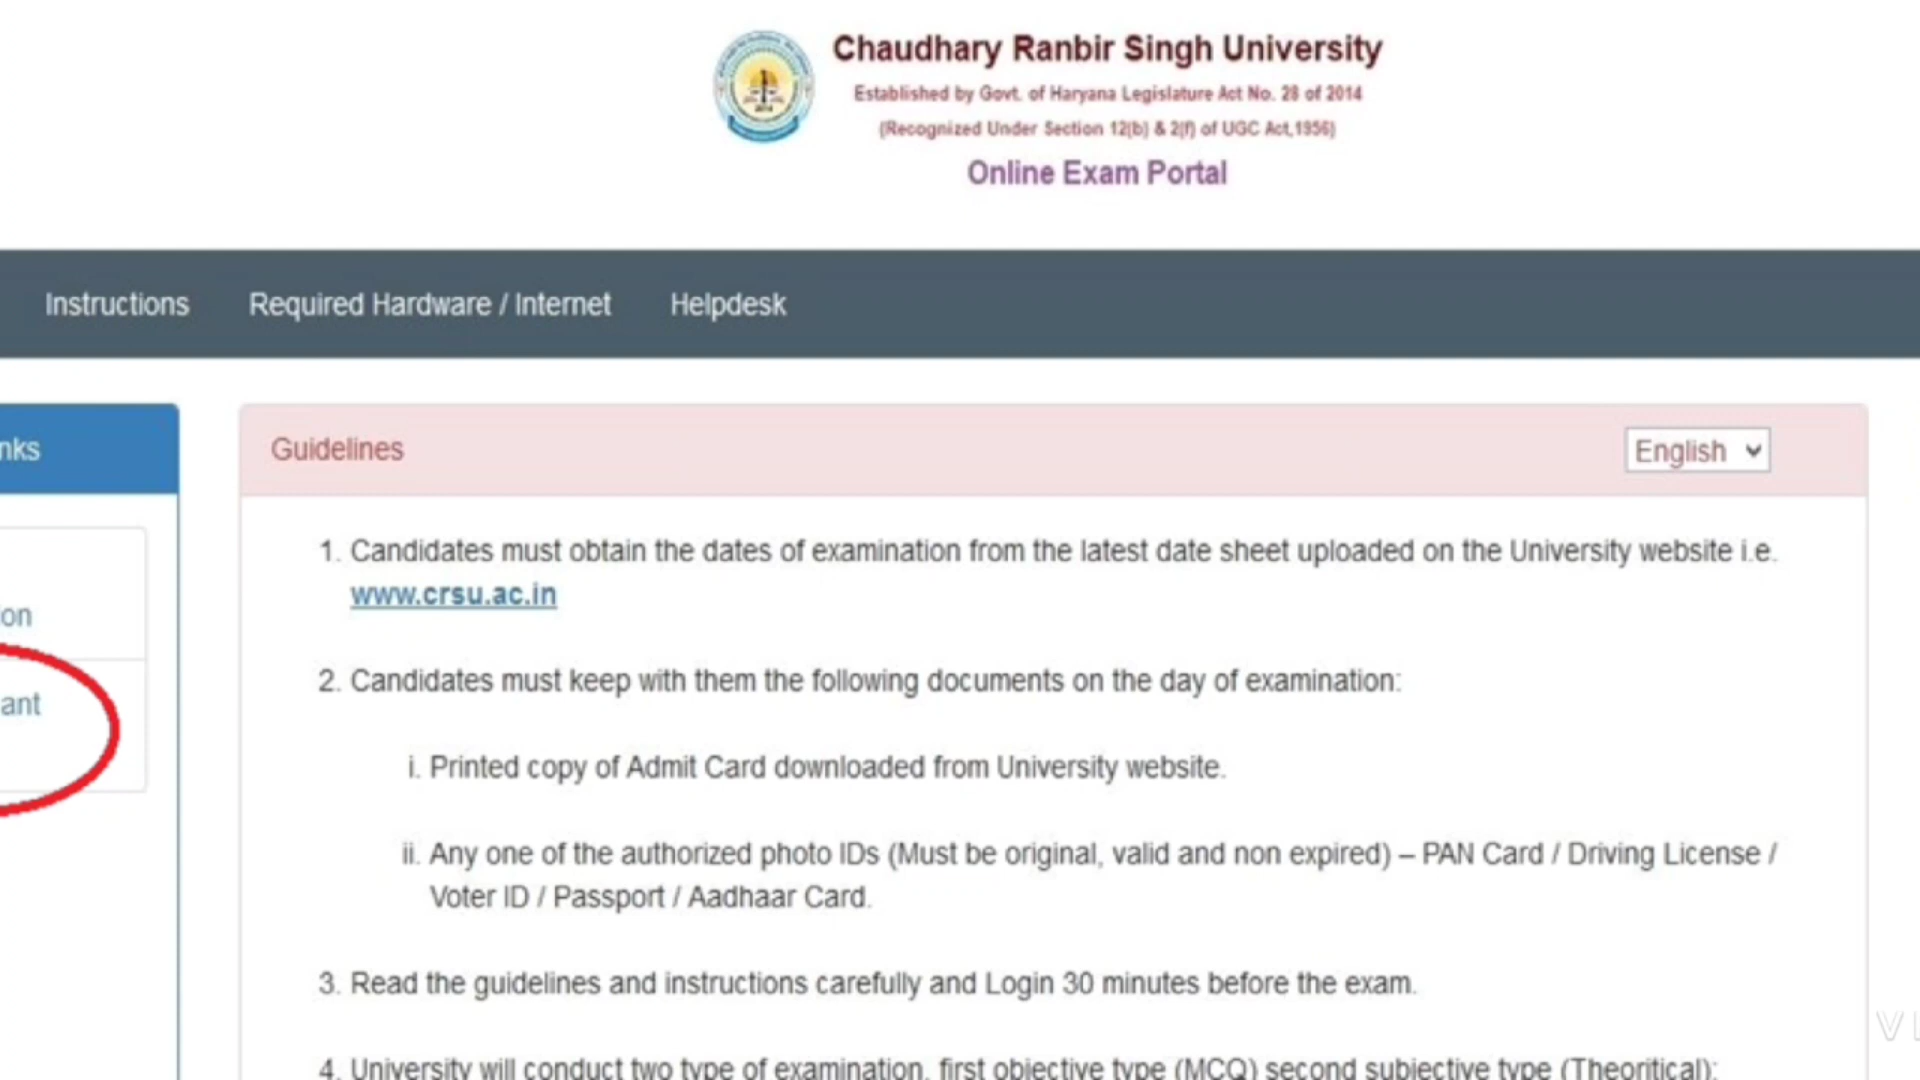 Chaudhary Ranbir Singh University
Established by Govt. of Haryana Legislature Act No. 28 of 2014
(Recognized Under Section 12(b) & 2(f) of UGC Act,1956)
Online Exam Portal
Instructions Required Hardware / Internet Helpdesk
nks
Guidelines English
1. Candidates must obtain the dates of examination from the latest date sheet uploaded on the University website i.e.
www.crsu.ac.in
ion
2. Candidates must keep with them the following documents on the day of examination:
ant
i. Printed copy of Admit Card downloaded from University website.
ii. Any one of the authorized photo IDs (Must be original, valid and non expired) – PAN Card / Driving License /
Voter ID / Passport / Aadhaar Card.
3. Read the guidelines and instructions carefully and Login 30 minutes before the exam.
4. University will conduct two type of examination, first objective type (MCQ) second subjective type (Theoritical):